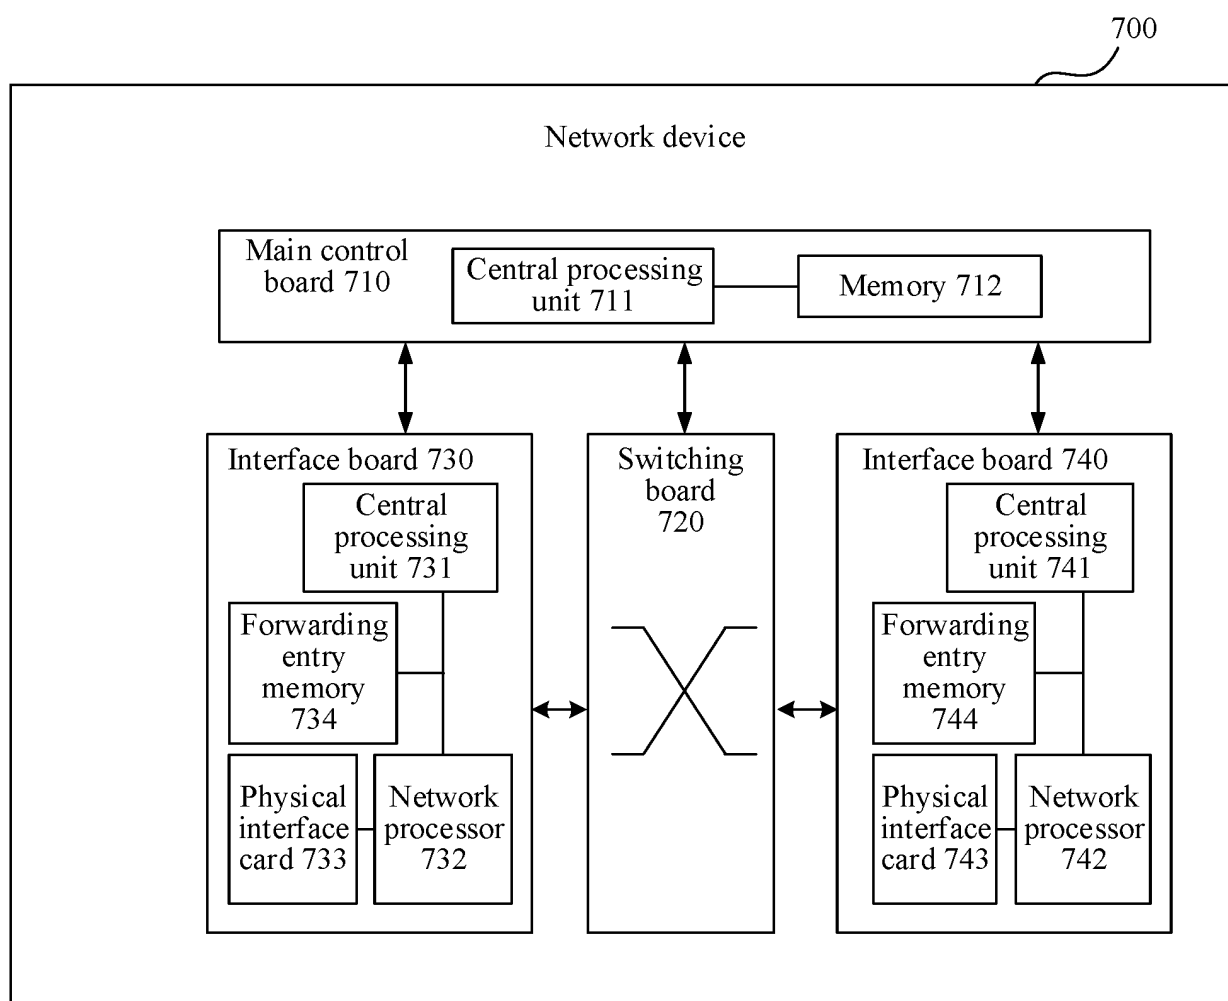 700
Network device
Main control
board 710
Central processing
unit 711
Memory 712
Interface board 730
Central
processing
unit 731
Forwarding
entry
memory
734
Physical
interface
card 733
Network
processor
732
Switching
board
720
Interface board 740
Central
processing
unit 741
Forwarding
entry
memory
744
Physical
interface
card 743
Network
processor
742